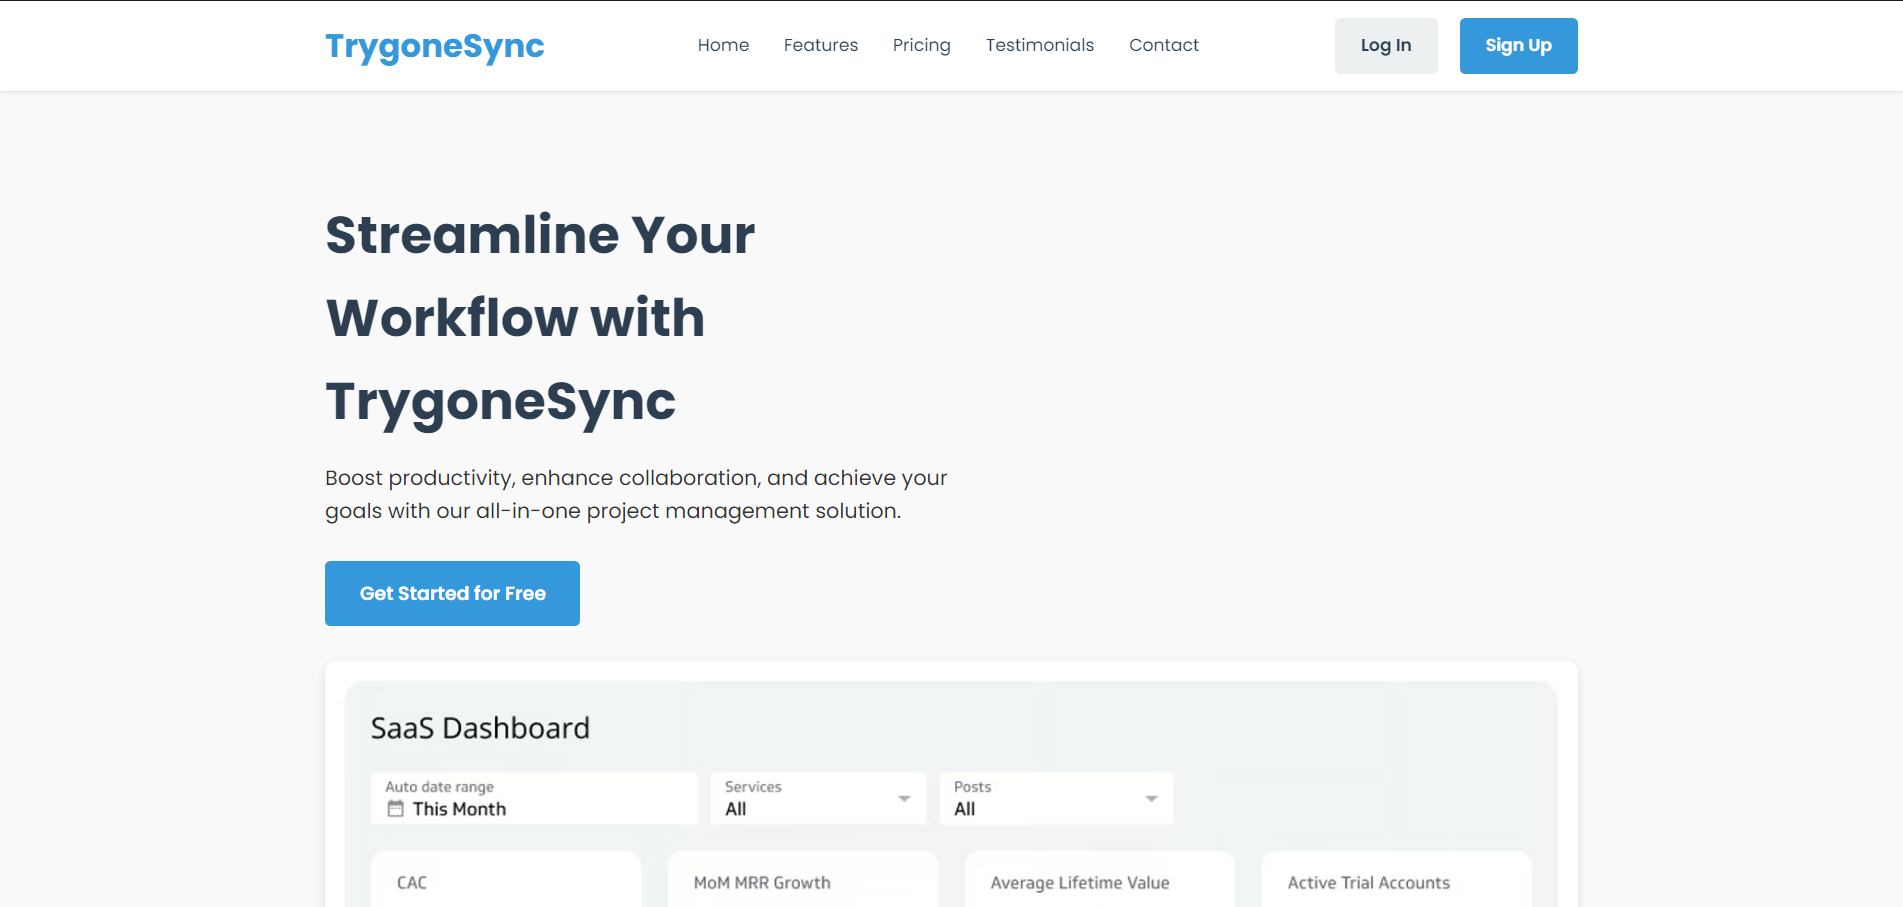 TrygoneSync
Home Features Pricing Testimonials Contact
Log In Sign Up
Streamline Your
Workflow with
TrygoneSync
Boost productivity, enhance collaboration, and achieve your
goals with our all-in-one project management solution.
Get Started for Free
SaaS Dashboard
Auto date range
This Month
Services
All
Posts
All
CAC
MoM MRR Growth
Average Lifetime Value
Active Trial Accounts